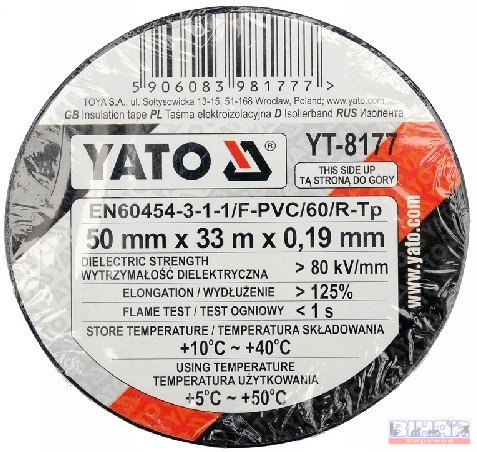 5 906083 981777 >
TOYA S.A., ul. Sołtysowicka 13-15, 51-168 Wrocław, Poland; www.yato.com
GB Insulation tape PL Taśma elektroizolacyjna D Isolierband RUS Изолента
YATO ® YT-8177
THIS SIDE UP
TĄ STRONĄ DO GÓRY
EN60454-3-1-1/F-PVC/60/R-Tp
50 mm x 33 m x 0,19 mm
DIELECTRIC STRENGTH
WYTRZYMAŁOŚĆ DIELEKTRYCZNA > 80 kV/mm
ELONGATION / WYDŁUŻENIE > 125%
FLAME TEST / TEST OGNIOWY < 1 s
STORE TEMPERATURE / TEMPERATURA SKŁADOWANIA
+10°C ~ +40°C
USING TEMPERATURE
TEMPERATURA UŻYTKOWANIA
+5°C ~ +50°C
www.yato.com
BIHAR
Express